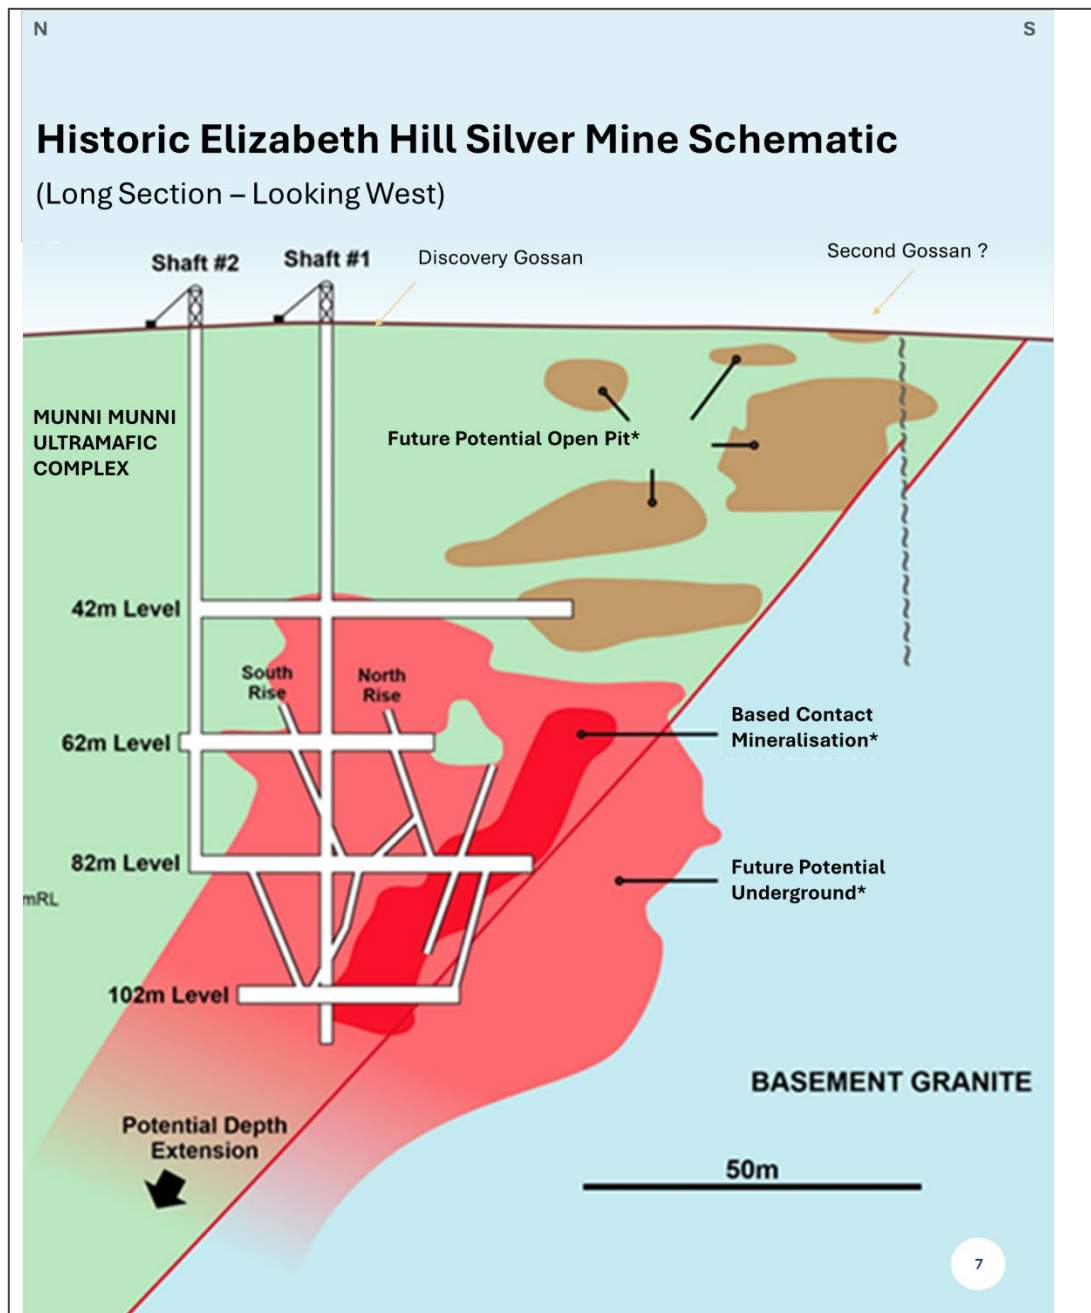 N
S
Historic Elizabeth Hill Silver Mine Schematic
(Long Section – Looking West)
Shaft #2
Shaft #1
Discovery Gossan
Second Gossan ?
MUNNI MUNNI
ULTRAMAFIC
COMPLEX
Future Potential Open Pit*
42m Level
South
Rise
North
Rise
62m Level
Based Contact
Mineralisation*
82m Level
Future Potential
Underground*
mRL
102m Level
BASEMENT GRANITE
Potential Depth
Extension
50m
7